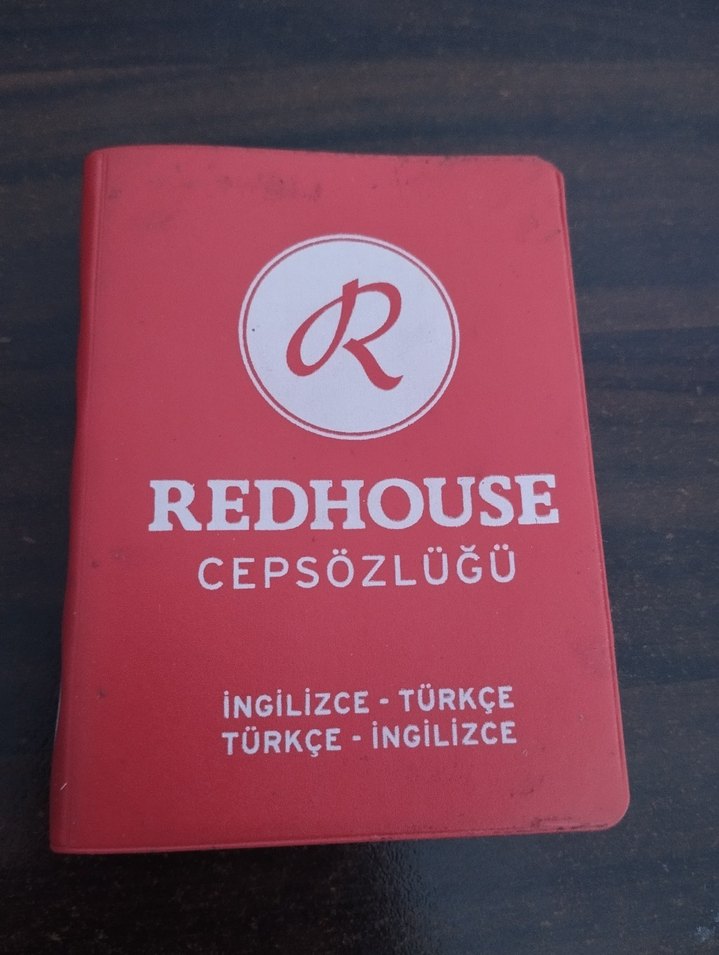 R
REDHOUSE
CEPSÖZLÜĞÜ
İNGİLİZCE - TÜRKÇE
TÜRKÇE - İNGİLİZCE